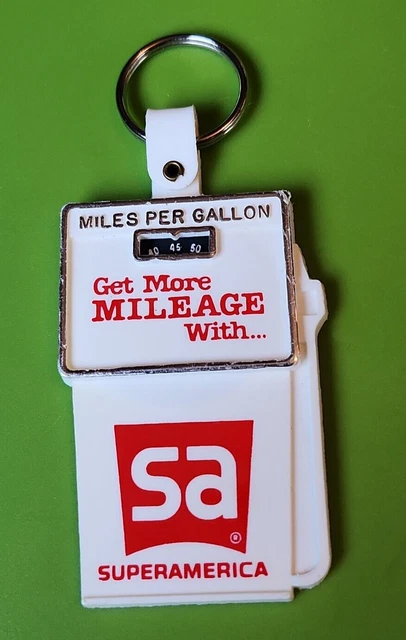 MILES PER GALLON
40 45 50
Get More
MILEAGE
With...
sa
®
SUPERAMERICA